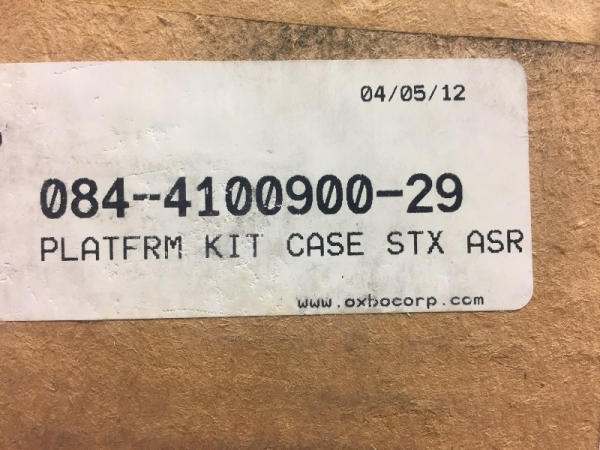 04/05/12
084-4100900-29
PLATFRM KIT CASE STX ASR
www.oxbocorp.com